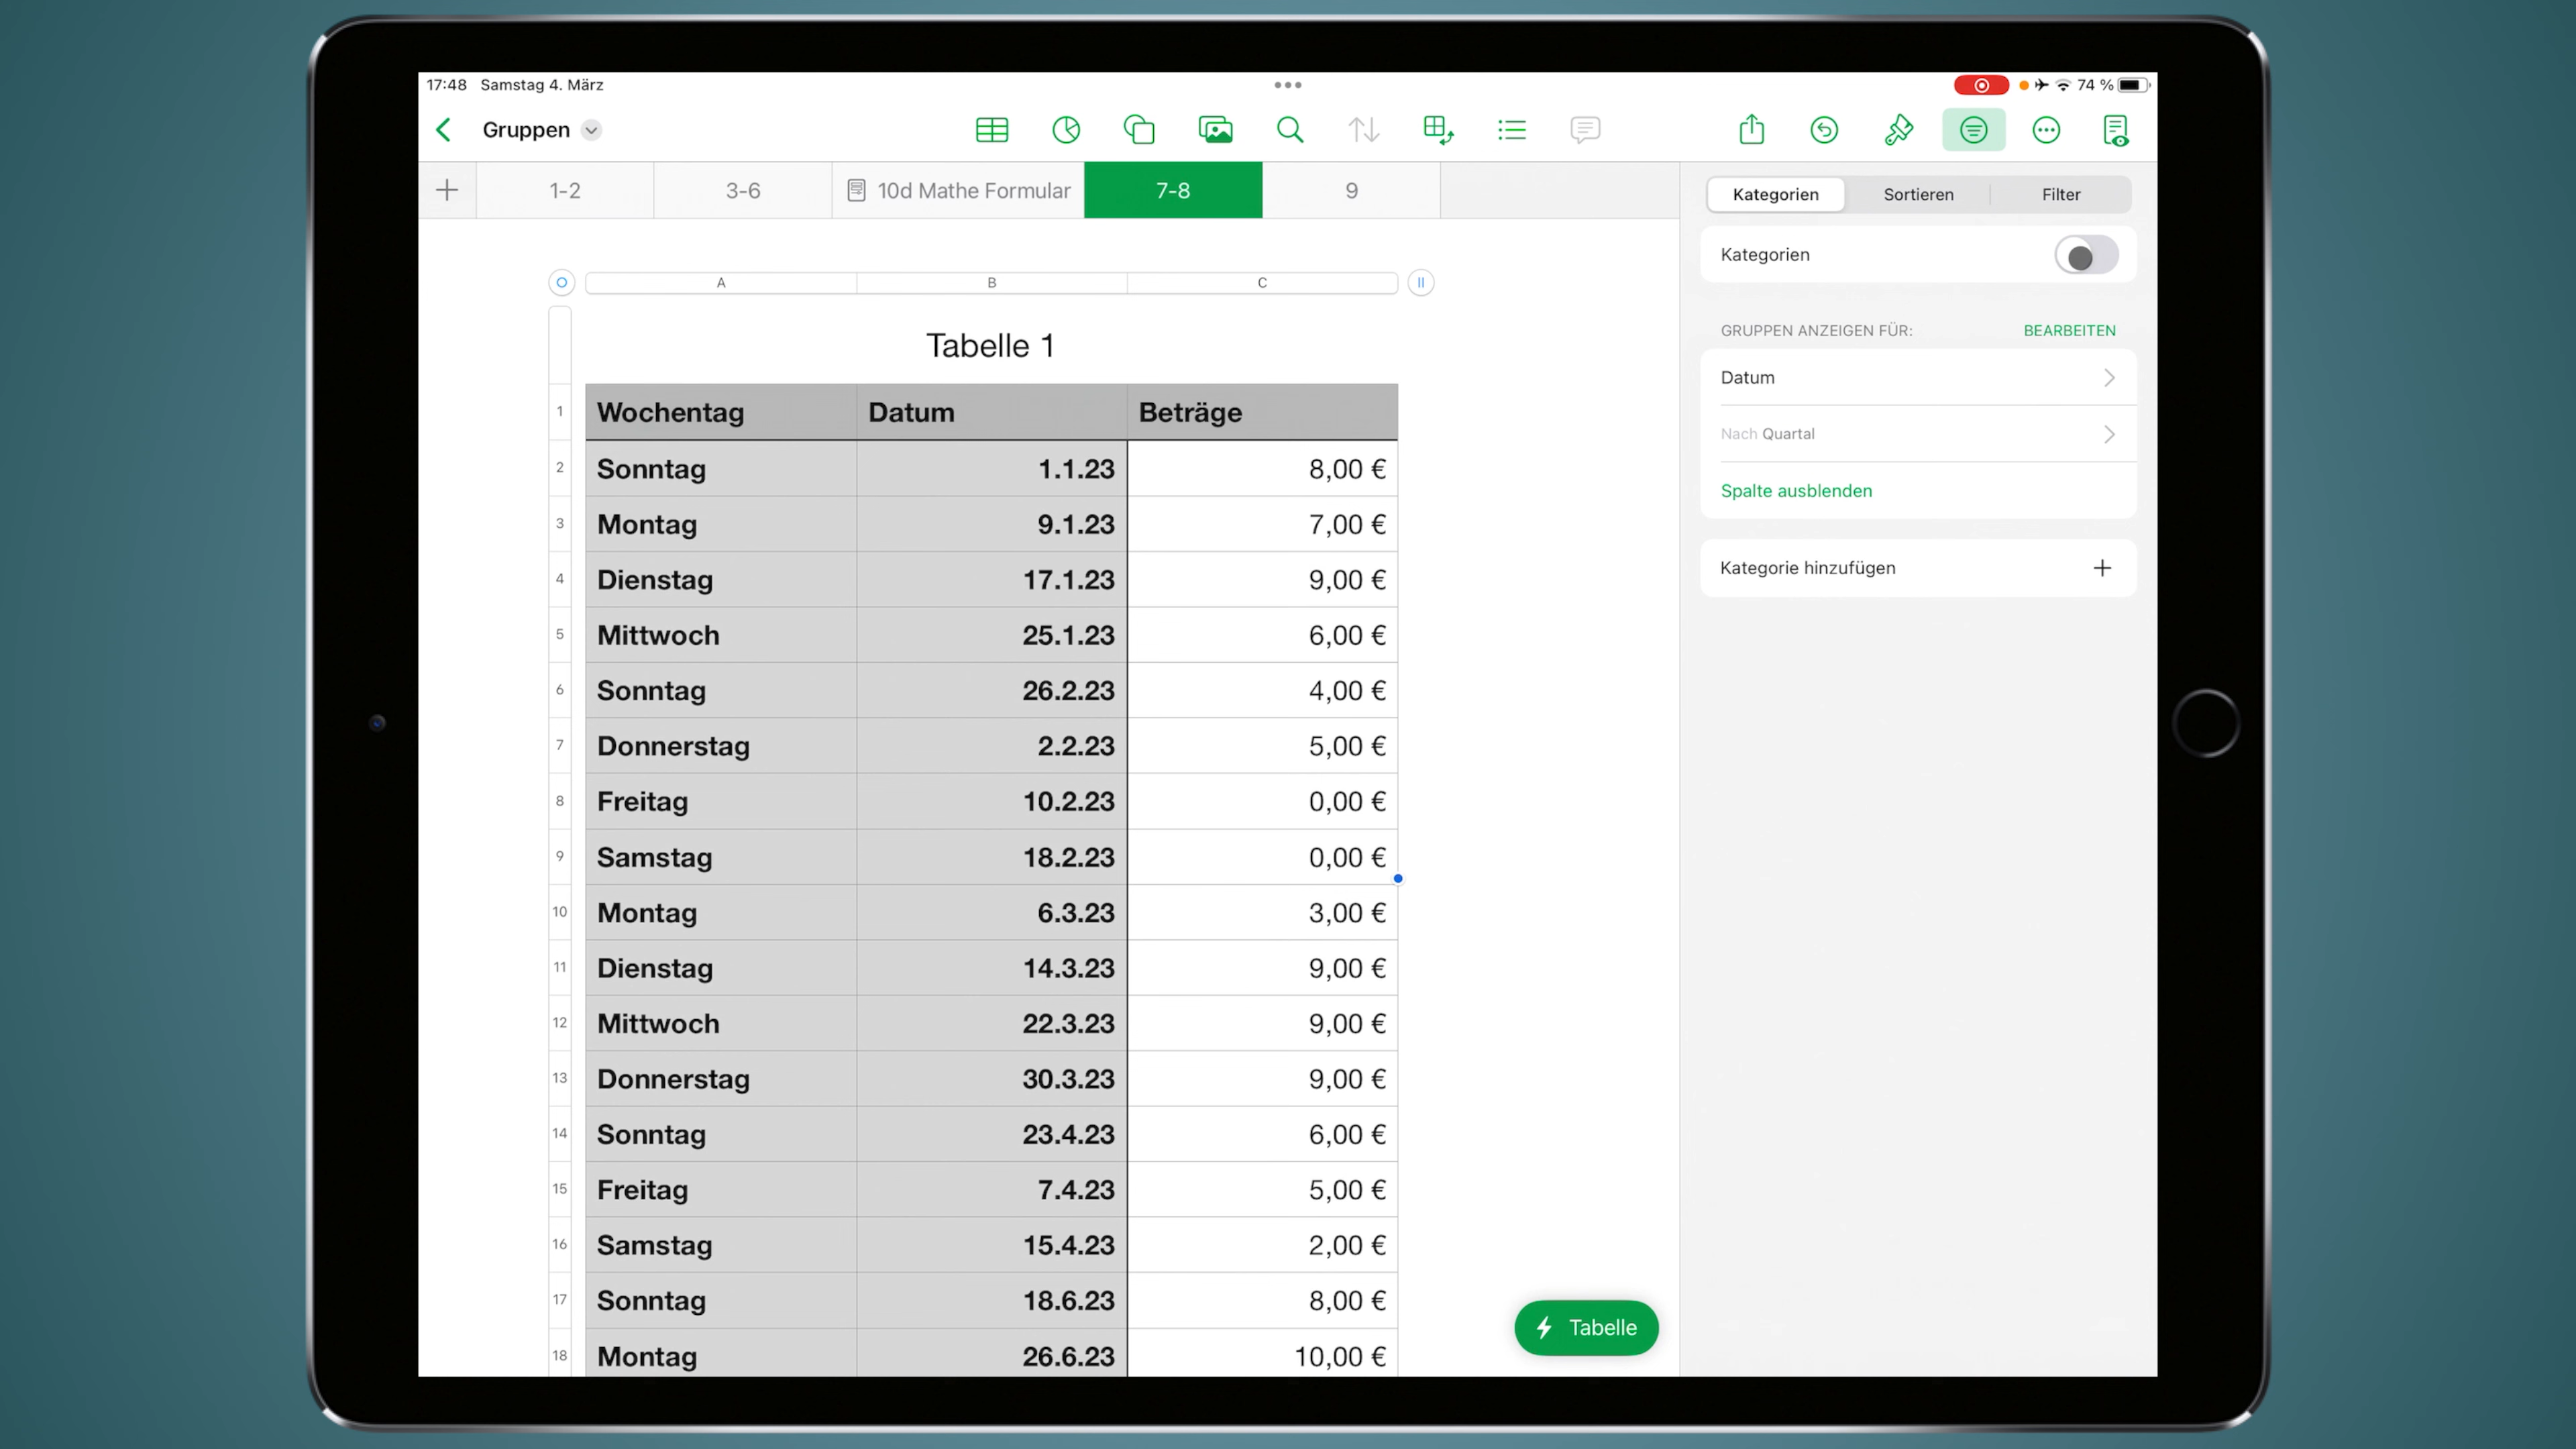 17:48 Samstag 4. März 74 %
Gruppen
1-2 3-6 10d Mathe Formular 7-8 9
Kategorien Sortieren Filter
Kategorien
GRUPPEN ANZEIGEN FÜR: BEARBEITEN
Datum
Nach Quartal
Spalte ausblenden
Kategorie hinzufügen
A B C
Tabelle 1
1 Wochentag Datum Beträge
2 Sonntag 1.1.23 8,00 €
3 Montag 9.1.23 7,00 €
4 Dienstag 17.1.23 9,00 €
5 Mittwoch 25.1.23 6,00 €
6 Sonntag 26.2.23 4,00 €
7 Donnerstag 2.2.23 5,00 €
8 Freitag 10.2.23 0,00 €
9 Samstag 18.2.23 0,00 €
10 Montag 6.3.23 3,00 €
11 Dienstag 14.3.23 9,00 €
12 Mittwoch 22.3.23 9,00 €
13 Donnerstag 30.3.23 9,00 €
14 Sonntag 23.4.23 6,00 €
15 Freitag 7.4.23 5,00 €
16 Samstag 15.4.23 2,00 €
17 Sonntag 18.6.23 8,00 €
18 Montag 26.6.23 10,00 €
Tabelle